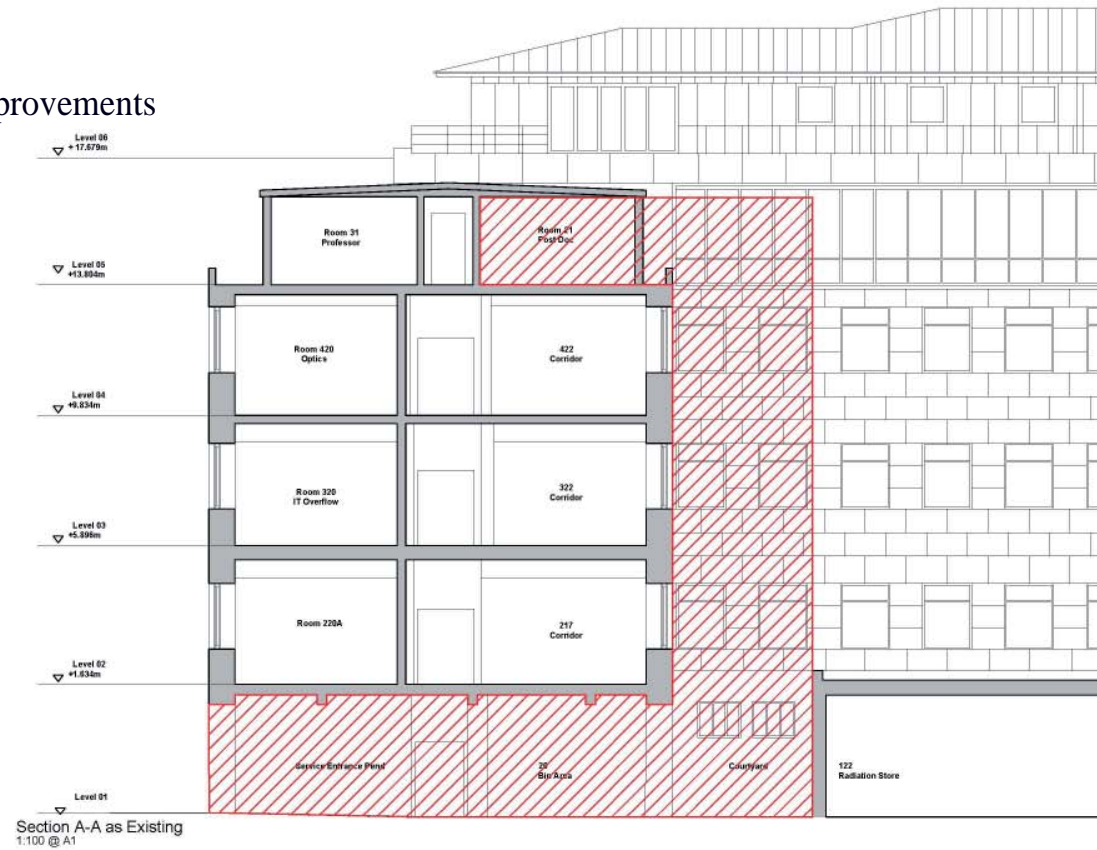 provements
Level 06
+ 17.679m
Room 31
Professor
Room 21
Post Doc
Level 05
+13.804m
Room 420
Optics
422
Corridor
Level 04
+9.834m
Room 320
IT Overflow
322
Corridor
Level 03
+5.896m
Room 220A
217
Corridor
Level 02
+1.634m
Service Entrance Pend
20
Bin Area
Courtyard
122
Radiation Store
Level 01
Section A-A as Existing
1:100 @ A1